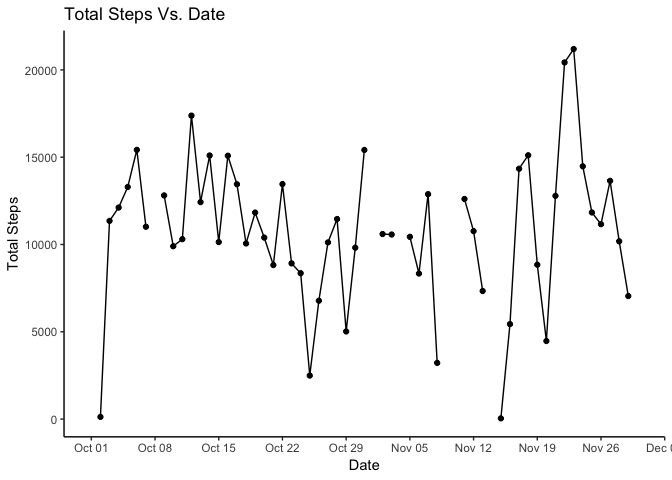 Total Steps Vs. Date
Total Steps
20000
15000
10000
5000
0
Oct 01 Oct 08 Oct 15 Oct 22 Oct 29 Nov 05 Nov 12 Nov 19 Nov 26 Dec
Date